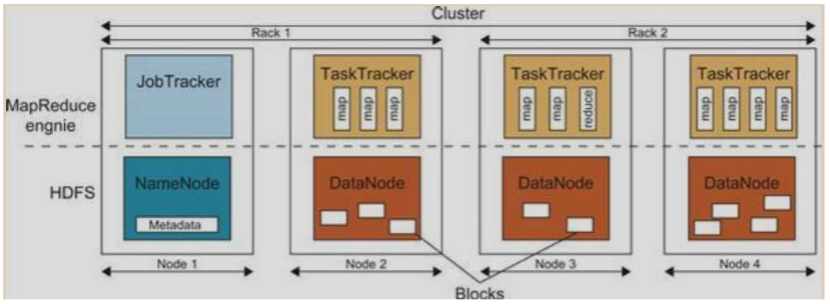 Cluster
Rack 1
Rack 2
MapReduce
engnie
JobTracker
TaskTracker
map
map
map
TaskTracker
map
map
reduce
TaskTracker
map
map
map
map
HDFS
NameNode
Metadata
DataNode
DataNode
DataNode
Node 1
Node 2
Node 3
Node 4
Blocks